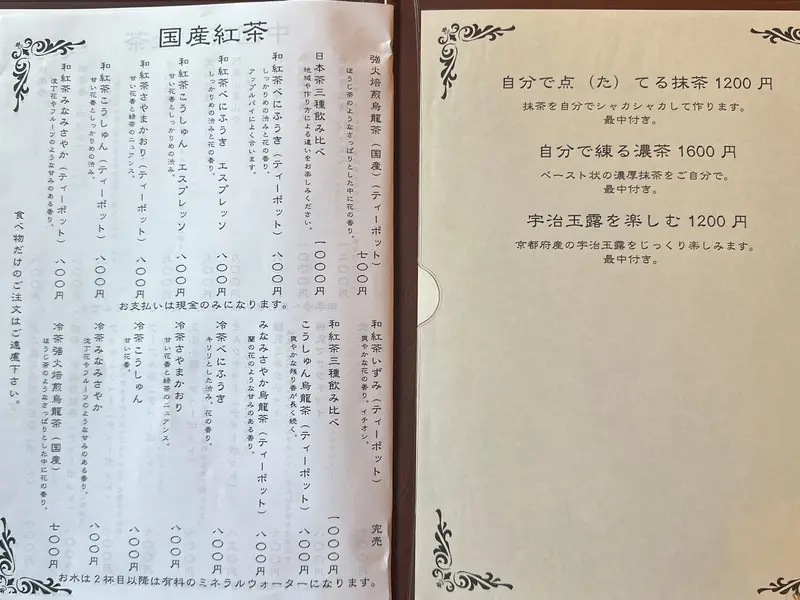 国産紅茶
強火焙煎烏龍茶（国産）（ティーポット） 七〇〇円
ほうじ茶のようなさっぱりとした中に花の香り。
日本茶三種飲み比べ 一〇〇〇円
地域や作り方による違いをお楽しみください。
和紅茶べにふうき（ティーポット） 八〇〇円
しっかりめの渋みと花の香り。
アップルパイによく合います。
和紅茶べにふうき エスプレッソ 八〇〇円
しっかりめの渋みと花の香り。
和紅茶こうしゅん エスプレッソ 八〇〇円
甘い花香としっかりめの渋み。
和紅茶さやまかおり（ティーポット） 八〇〇円
甘い花香と緑茶のニュアンス。
和紅茶こうしゅん（ティーポット） 八〇〇円
甘い花香としっかりめの渋み。
和紅茶みなみさやか（ティーポット） 八〇〇円
沈丁花やフルーツのような甘みのある香り。
お支払いは現金のみになります。
和紅茶いずみ（ティーポット） 完売
爽やかな花の香り。イチオシ。
和紅茶三種飲み比べ 一〇〇〇円
こうしゅん烏龍茶（ティーポット） 八〇〇円
爽やかな残り香が長く続く。
みなみさやか烏龍茶（ティーポット） 八〇〇円
蘭の花のような甘みのある香り。
冷茶べにふうき 八〇〇円
キリリとした渋み。花の香り。
冷茶さやまかおり 八〇〇円
甘い花香と緑茶のニュアンス。
冷茶こうしゅん 八〇〇円
甘い花香。
冷茶みなみさやか 八〇〇円
沈丁花やフルーツのような甘みのある香り。
冷茶強火焙煎烏龍茶（国産） 七〇〇円
ほうじ茶のようなさっぱりとした中に花の香り。
食べ物だけのご注文はご遠慮下さい。
お水は２杯目以降は有料のミネラルウォーターになります。
自分で点（た）てる抹茶 1200 円
抹茶を自分でシャカシャカして作ります。
最中付き。
自分で練る濃茶 1600 円
ペースト状の濃厚抹茶をご自分で。
最中付き。
宇治玉露を楽しむ 1200 円
京都府産の宇治玉露をじっくり楽しみます。
最中付き。